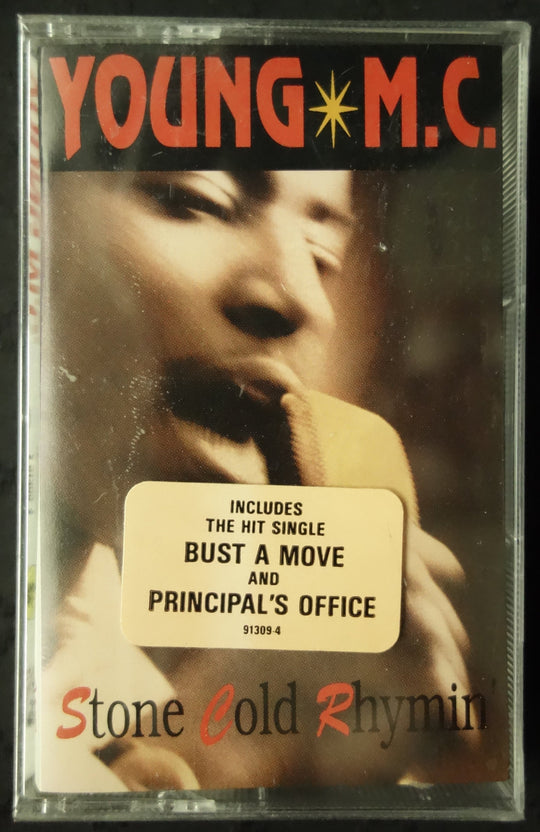 YOUNG M.C.
INCLUDES
THE HIT SINGLE
BUST A MOVE
AND
PRINCIPAL'S OFFICE
91309-4
Stone Cold Rhymin'